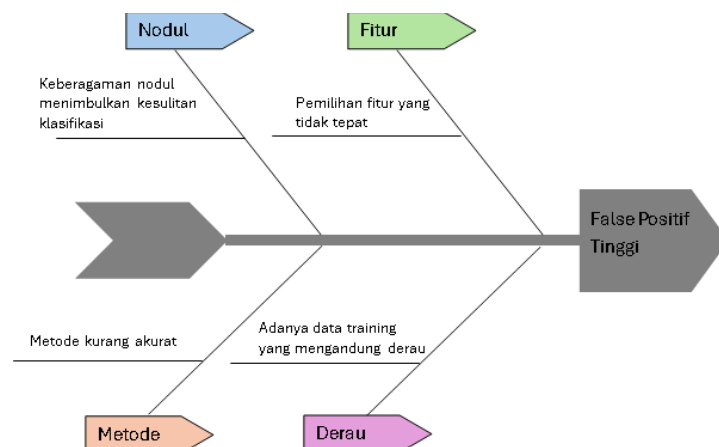 Nodul
Fitur
Keberagaman nodul
menimbulkan kesulitan
klasifikasi
Pemilihan fitur yang
tidak tepat
False Positif
Tinggi
Metode kurang akurat
Adanya data training
yang mengandung derau
Metode
Derau